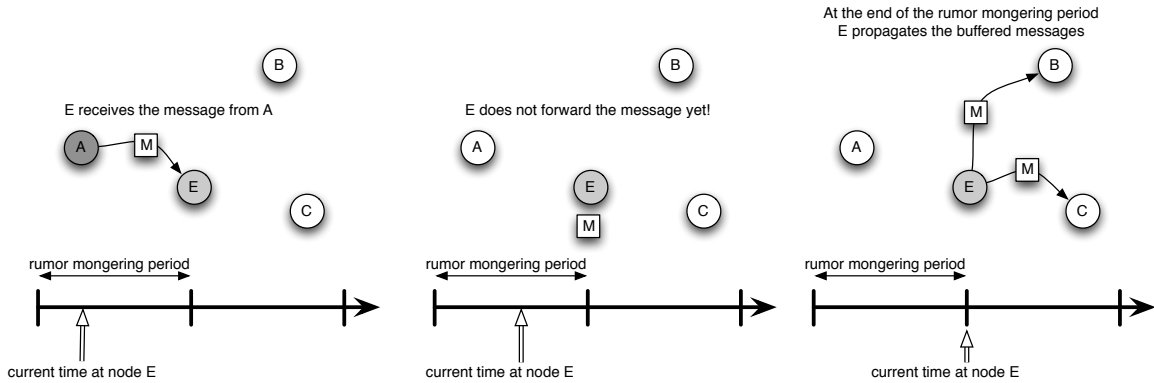 E receives the message from A
B
A
M
E
C
rumor mongering period
current time at node E
E does not forward the message yet!
B
A
E
C
M
rumor mongering period
current time at node E
At the end of the rumor mongering period
E propagates the buffered messages
B
M
A
M
E
C
rumor mongering period
current time at node E